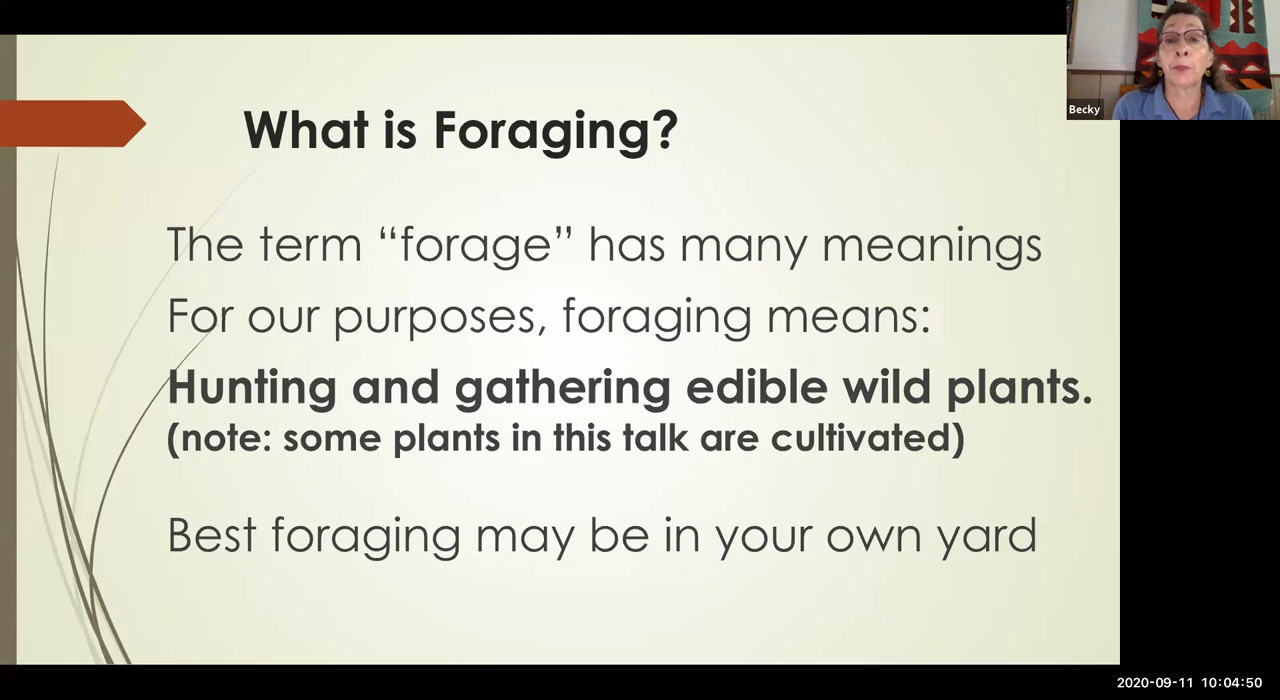 Becky
What is Foraging?
The term “forage” has many meanings
For our purposes, foraging means:
Hunting and gathering edible wild plants.
(note: some plants in this talk are cultivated)
Best foraging may be in your own yard
2020-09-11 10:04:50